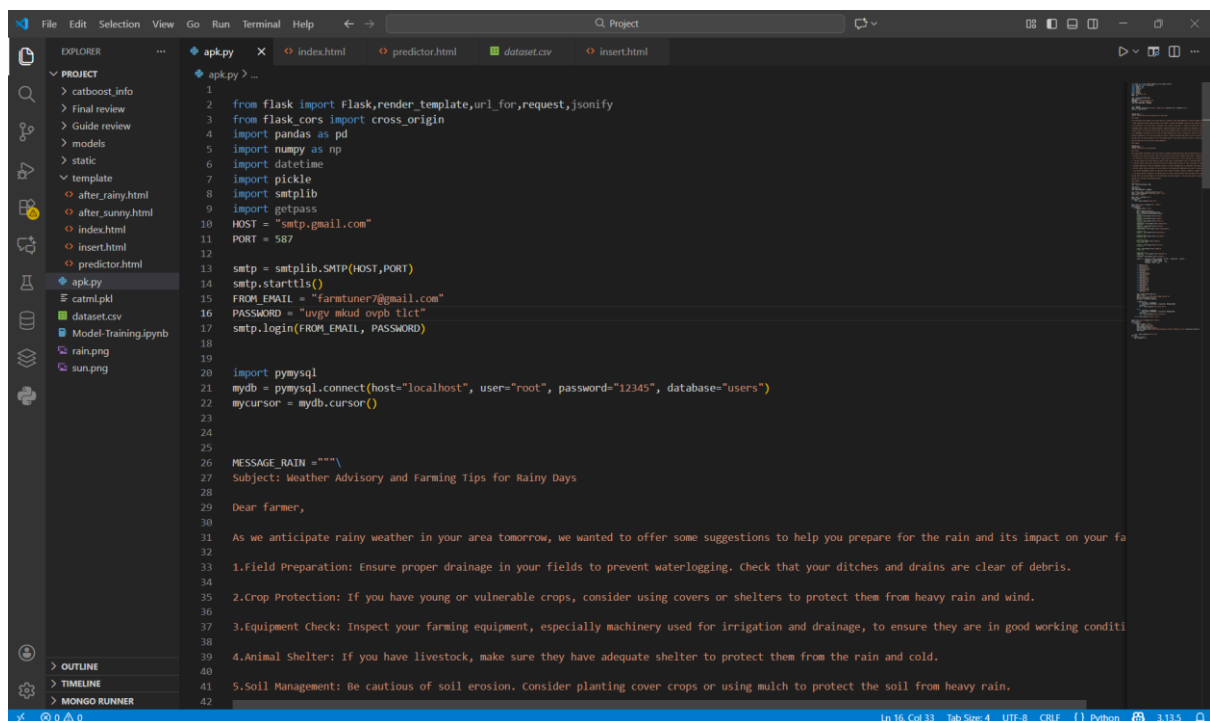 File Edit Selection View Go Run Terminal Help
Project
EXPLORER
PROJECT
catboost_info
Final review
Guide review
models
static
template
after_rainy.html
after_sunny.html
index.html
insert.html
predictor.html
apk.py
catml.pkl
dataset.csv
Model-Training.ipynb
rain.png
sun.png
OUTLINE
TIMELINE
MONGO RUNNER
apk.py index.html predictor.html dataset.csv insert.html
apk.py > ...
1
2 from flask import Flask,render_template,url_for,request,jsonify
3 from flask_cors import cross_origin
4 import pandas as pd
5 import numpy as np
6 import datetime
7 import pickle
8 import smtplib
9 import getpass
10 HOST = "smtp.gmail.com"
11 PORT = 587
12
13 smtp = smtplib.SMTP(HOST,PORT)
14 smtp.starttls()
15 FROM_EMAIL = "farmtuner7@gmail.com"
16 PASSWORD = "uvgv mkud ovpb tlct"
17 smtp.login(FROM_EMAIL, PASSWORD)
18
19
20 import pymysql
21 mydb = pymysql.connect(host="localhost", user="root", password="12345", database="users")
22 mycursor = mydb.cursor()
23
24
25
26 MESSAGE_RAIN ="""\
27 Subject: Weather Advisory and Farming Tips for Rainy Days
28
29 Dear farmer,
30
31 As we anticipate rainy weather in your area tomorrow, we wanted to offer some suggestions to help you prepare for the rain and its impact on your fa
32
33 1.Field Preparation: Ensure proper drainage in your fields to prevent waterlogging. Check that your ditches and drains are clear of debris.
34
35 2.Crop Protection: If you have young or vulnerable crops, consider using covers or shelters to protect them from heavy rain and wind.
36
37 3.Equipment Check: Inspect your farming equipment, especially machinery used for irrigation and drainage, to ensure they are in good working conditi
38
39 4.Animal Shelter: If you have livestock, make sure they have adequate shelter to protect them from the rain and cold.
40
41 5.Soil Management: Be cautious of soil erosion. Consider planting cover crops or using mulch to protect the soil from heavy rain.
42
0 0 Ln 16, Col 33 Tab Size: 4 UTF-8 CRLF { } Python 3.13.5